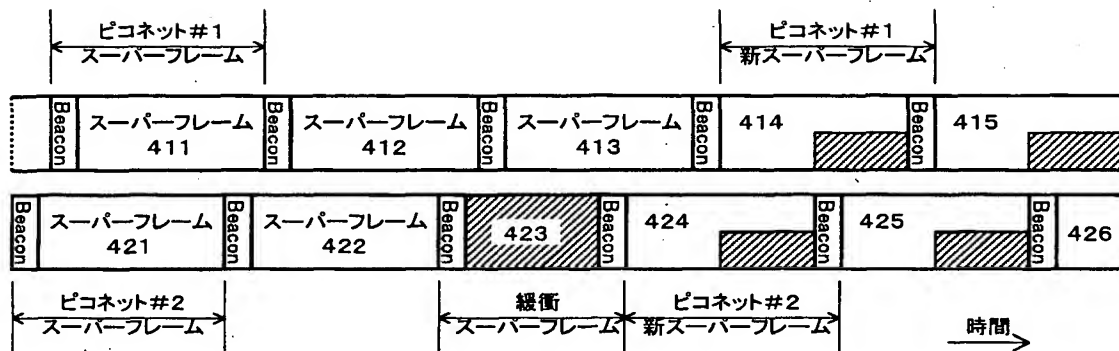 ピコネット#1
スーパーフレーム
ピコネット#1
新スーパーフレーム
Beacon
スーパーフレーム
411
Beacon
スーパーフレーム
412
Beacon
スーパーフレーム
413
Beacon
414
Beacon
415
Beacon
スーパーフレーム
421
Beacon
スーパーフレーム
422
Beacon
423
Beacon
424
Beacon
425
Beacon
426
ピコネット#2
スーパーフレーム
緩衝
スーパーフレーム
ピコネット#2
新スーパーフレーム
時間